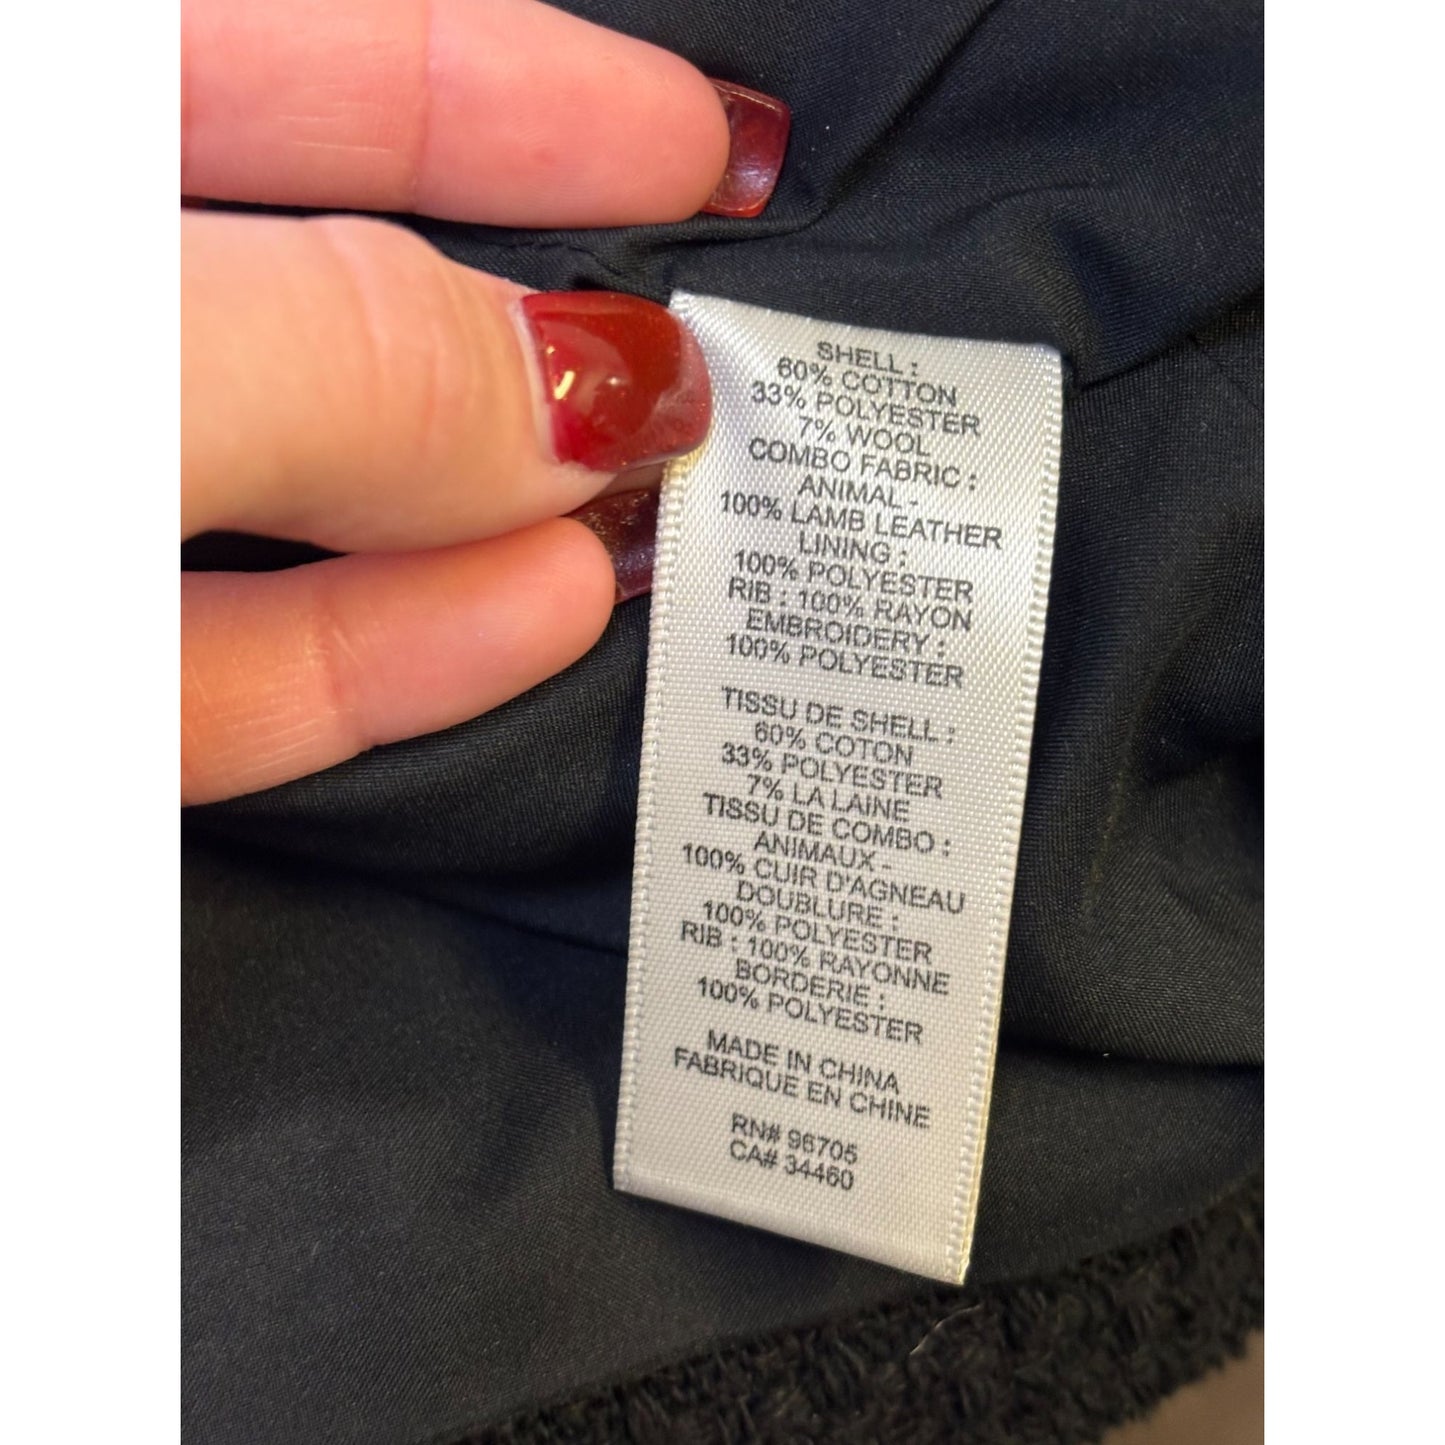 SHELL :
60% COTTON
33% POLYESTER
7% WOOL
COMBO FABRIC :
ANIMAL -
100% LAMB LEATHER
LINING :
100% POLYESTER
RIB : 100% RAYON
EMBROIDERY :
100% POLYESTER
TISSU DE SHELL :
60% COTON
33% POLYESTER
7% LA LAINE
TISSU DE COMBO :
ANIMAUX -
100% CUIR D'AGNEAU
DOUBLURE :
100% POLYESTER
RIB : 100% RAYONNE
BORDERIE :
100% POLYESTER
MADE IN CHINA
FABRIQUE EN CHINE
RN# 96705
CA# 34460